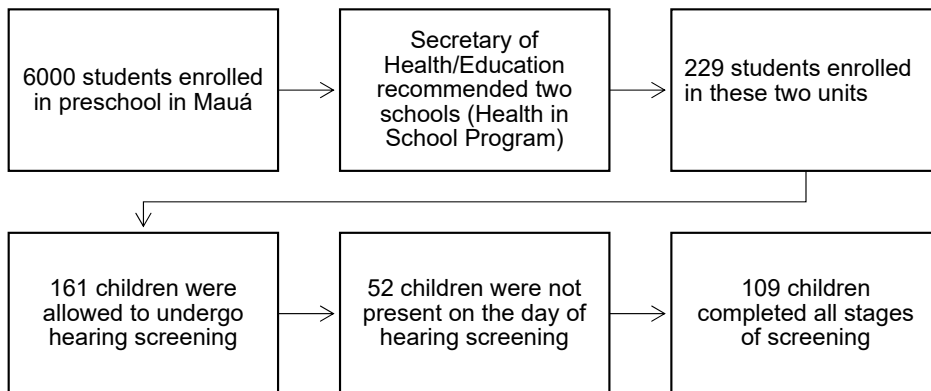 6000 students enrolled
in preschool in Mauá
Secretary of
Health/Education
recommended two
schools (Health in
School Program)
229 students enrolled
in these two units
161 children were
allowed to undergo
hearing screening
52 children were not
present on the day of
hearing screening
109 children
completed all stages
of screening